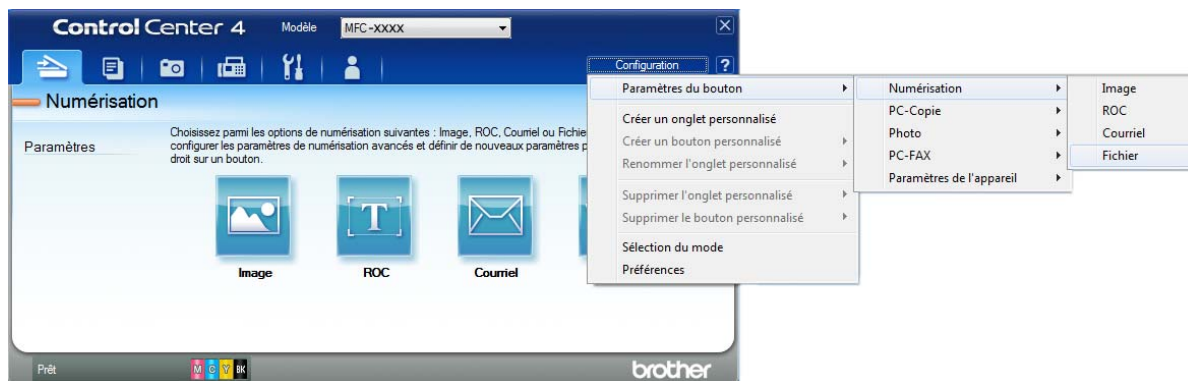 Control Center 4
Modèle
MFC-XXXX
Configuration
?
Numérisation
Paramètres
Choisissez parmi les options de numérisation suivantes : Image, ROC, Courriel ou Fichie
configurer les paramètres de numérisation avancés et définir de nouveaux paramètres p
droit sur un bouton.
T
Image
ROC
Courriel
Paramètres du bouton
Créer un onglet personnalisé
Créer un bouton personnalisé
Renommer l'onglet personnalisé
Supprimer l'onglet personnalisé
Supprimer le bouton personnalisé
Sélection du mode
Préférences
Numérisation
PC-Copie
Photo
PC-FAX
Paramètres de l'appareil
Image
ROC
Courriel
Fichier
Prêt
M C Y BK
brother